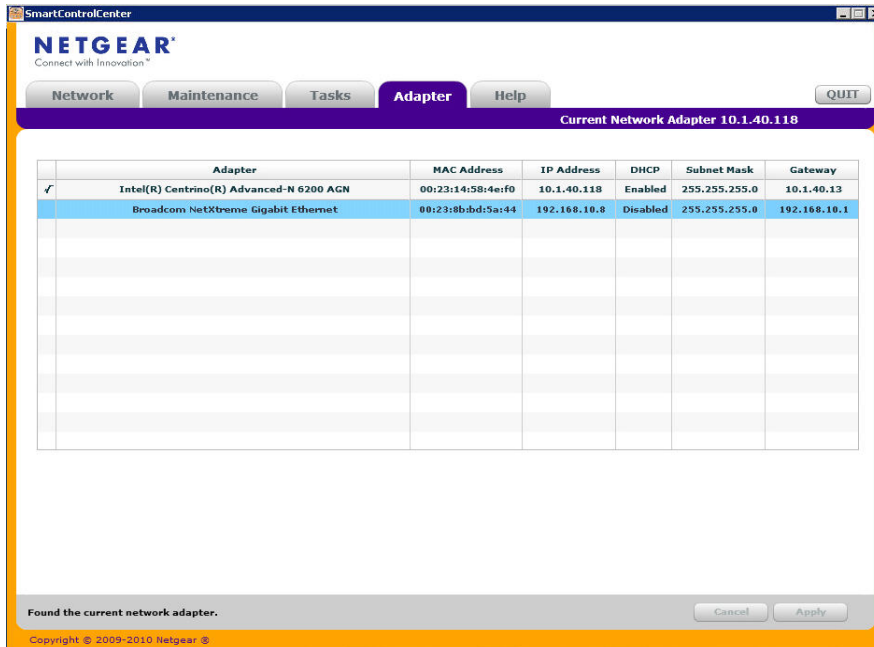 SmartControlCenter
NETGEAR®
Connect with Innovation™
Network Maintenance Tasks Adapter Help QUIT
Current Network Adapter 10.1.40.118
Adapter MAC Address IP Address DHCP Subnet Mask Gateway
√ Intel(R) Centrino(R) Advanced-N 6200 AGN 00:23:14:58:4e:f0 10.1.40.118 Enabled 255.255.255.0 10.1.40.13
Broadcom NetXtreme Gigabit Ethernet 00:23:8b:bd:5a:44 192.168.10.8 Disabled 255.255.255.0 192.168.10.1
Found the current network adapter. Cancel Apply
Copyright © 2009-2010 Netgear ®